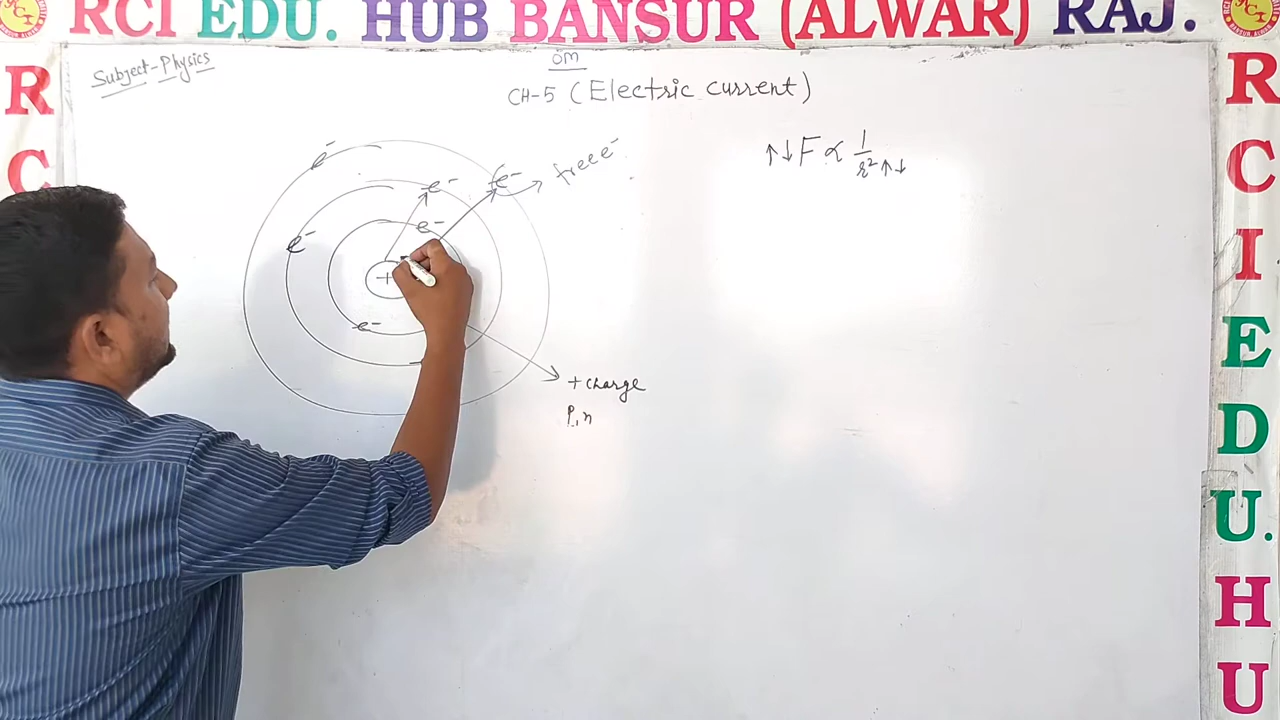 RCI EDU. HUB BANSUR (ALWAR) RAJ.
Subject-Physics
om
CH-5 (Electric current)
↑↓ F ∝ 1/r² ↑↓
e⁻
e⁻
e⁻
free e⁻
e⁻
e⁻
+
e⁻
+ charge
P, n
R
C
R
C
I
E
D
U.
H
U